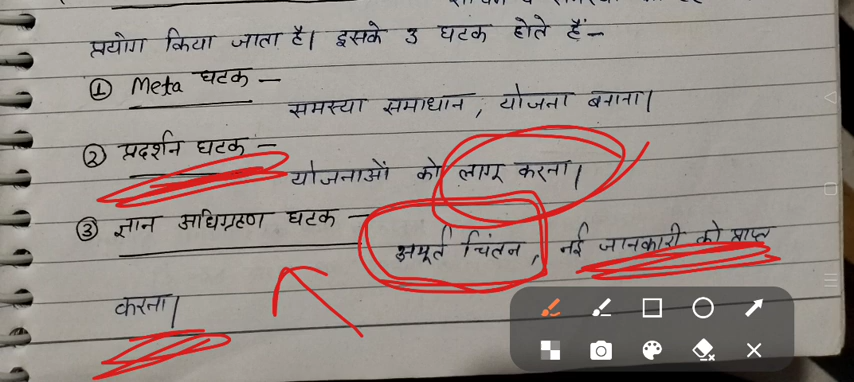 प्रयोग किया जाता है। इसके 3 घटक होते हैं-
① Meta घटक -
समस्या समाधान, योजना बनाना।
② प्रदर्शन घटक -
योजनाओं को लागू करना।
③ ज्ञान अधिग्रहण घटक -
अमूर्त चिंतन, नई जानकारी को प्राप्त
करना।